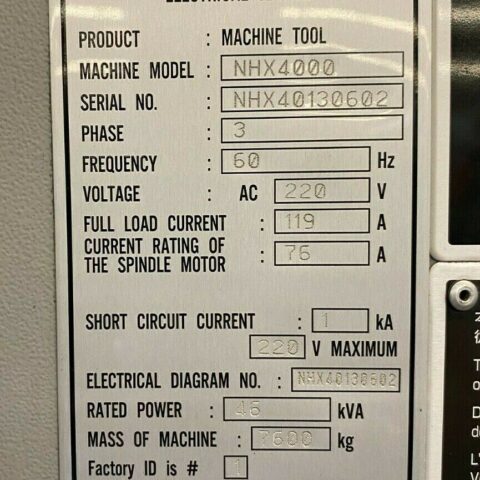 PRODUCT : MACHINE TOOL
MACHINE MODEL : NHX4000
SERIAL NO. : NHX40130602
PHASE : 3
FREQUENCY : 60 Hz
VOLTAGE : AC 220 V
FULL LOAD CURRENT : 119 A
CURRENT RATING OF
THE SPINDLE MOTOR : 76 A
SHORT CIRCUIT CURRENT : 1 kA
220 V MAXIMUM
ELECTRICAL DIAGRAM NO. : NHX40130602
RATED POWER : 45 kVA
MASS OF MACHINE : 7600 kg
Factory ID is # 1